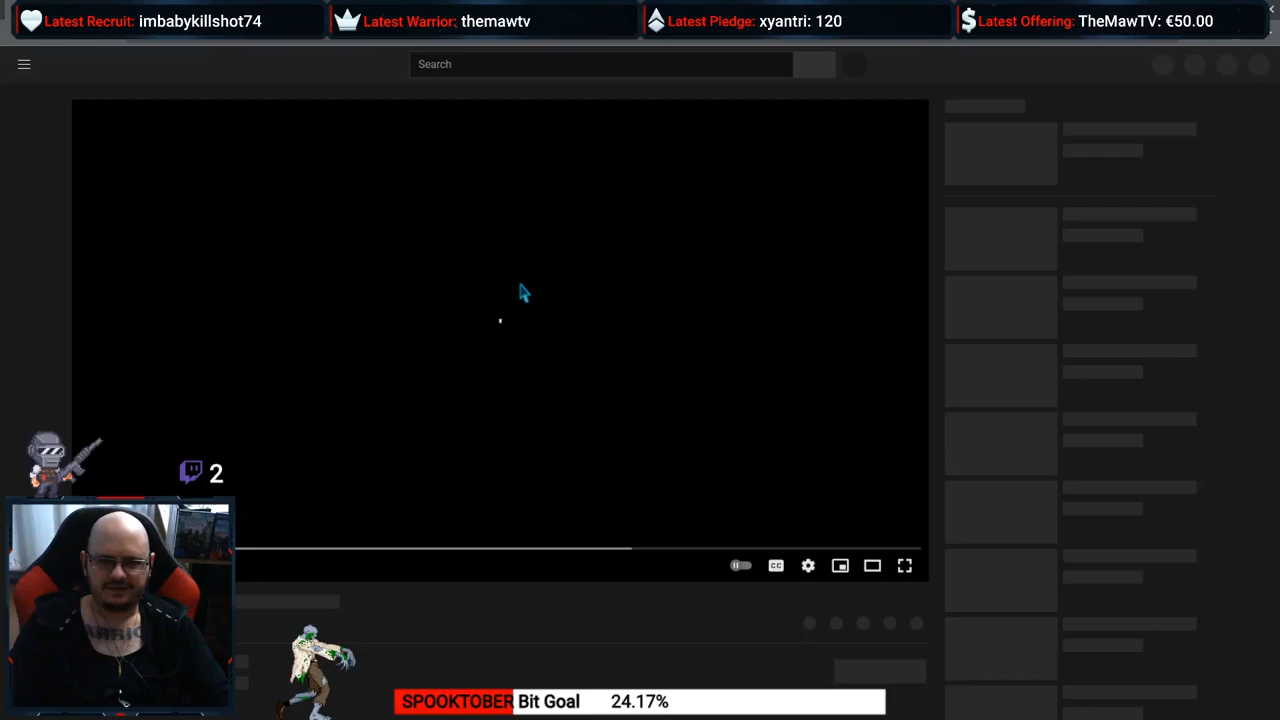 Latest Recruit: imbabykillshot74
Latest Warrior: themawtv
Latest Pledge: xyantri: 120
Latest Offering: TheMawTV: €50.00
Search
2
CC
SPOOKTOBER Bit Goal 24.17%